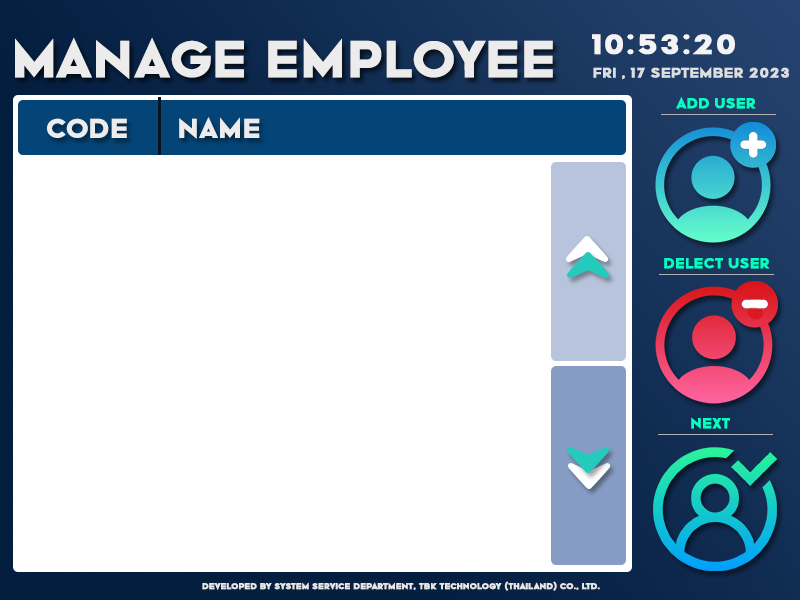 MANAGE EMPLOYEE
10:53:20
FRI , 17 SEPTEMBER 2023
CODE
NAME
ADD USER
DELECT USER
NEXT
DEVELOPED BY SYSTEM SERVICE DEPARTMENT, TBK TECHNOLOGY (THAILAND) CO., LTD.